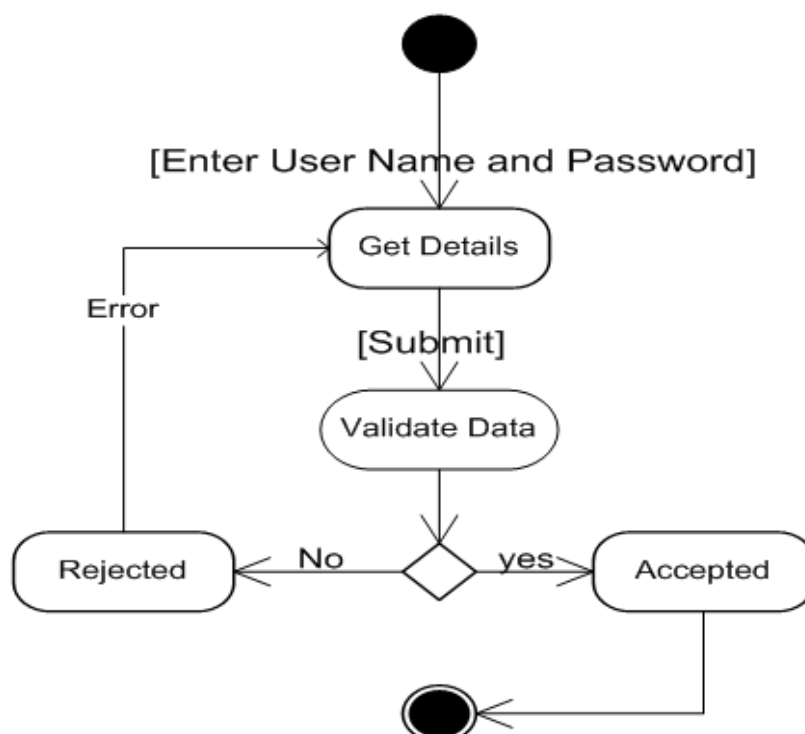 [Enter User Name and Password]
Get Details
Error
[Submit]
Validate Data
Rejected
No
yes
Accepted